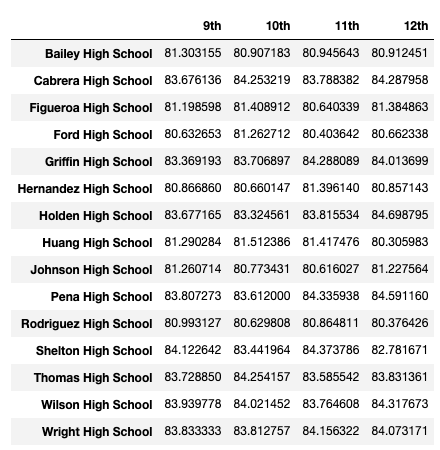 9th 10th 11th 12th
Bailey High School 81.303155 80.907183 80.945643 80.912451
Cabrera High School 83.676136 84.253219 83.788382 84.287958
Figueroa High School 81.198598 81.408912 80.640339 81.384863
Ford High School 80.632653 81.262712 80.403642 80.662338
Griffin High School 83.369193 83.706897 84.288089 84.013699
Hernandez High School 80.866860 80.660147 81.396140 80.857143
Holden High School 83.677165 83.324561 83.815534 84.698795
Huang High School 81.290284 81.512386 81.417476 80.305983
Johnson High School 81.260714 80.773431 80.616027 81.227564
Pena High School 83.807273 83.612000 84.335938 84.591160
Rodriguez High School 80.993127 80.629808 80.864811 80.376426
Shelton High School 84.122642 83.441964 84.373786 82.781671
Thomas High School 83.728850 84.254157 83.585542 83.831361
Wilson High School 83.939778 84.021452 83.764608 84.317673
Wright High School 83.833333 83.812757 84.156322 84.073171